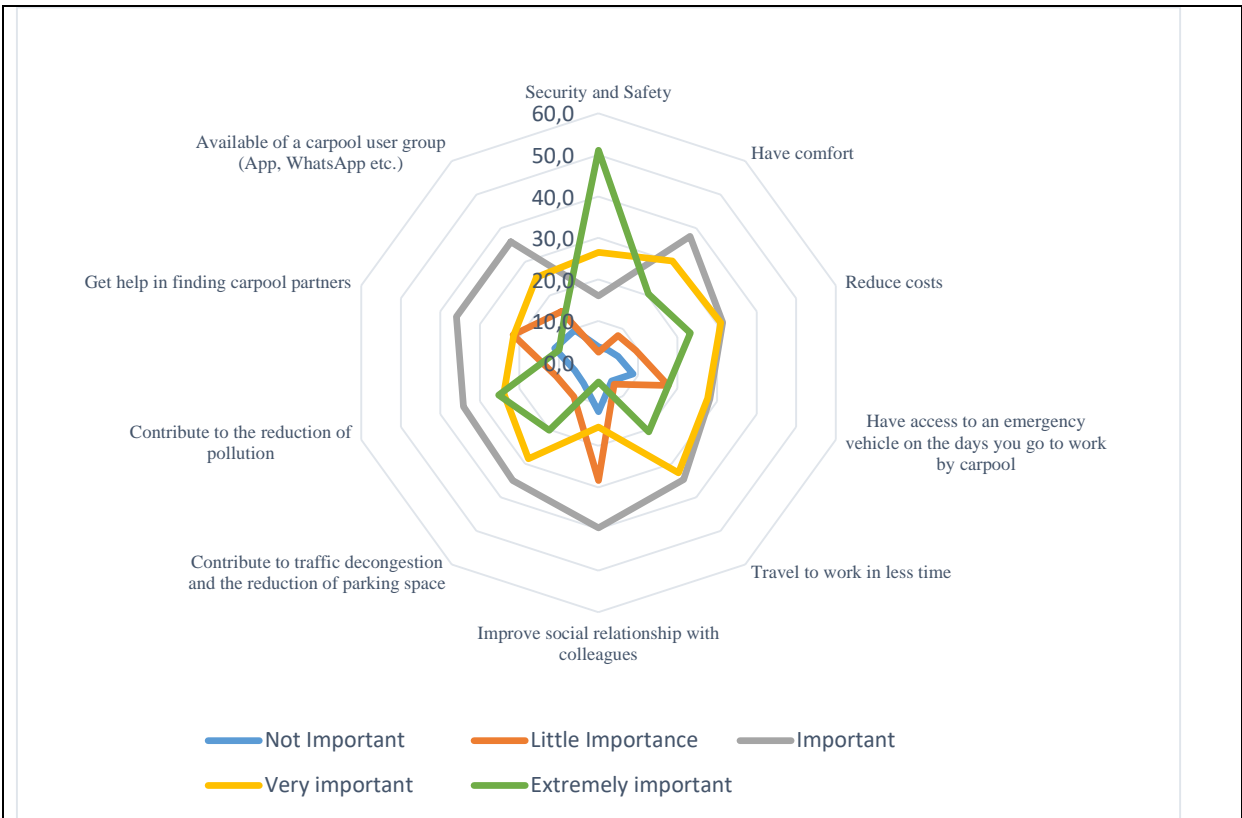 Security and Safety
60,0
50,0
40,0
30,0
20,0
10,0
0,0
Have comfort
Reduce costs
Have access to an emergency
vehicle on the days you go to work
by carpool
Travel to work in less time
Improve social relationship with
colleagues
Contribute to traffic decongestion
and the reduction of parking space
Contribute to the reduction of
pollution
Get help in finding carpool partners
Available of a carpool user group
(App, WhatsApp etc.)
Not Important
Little Importance
Important
Very important
Extremely important